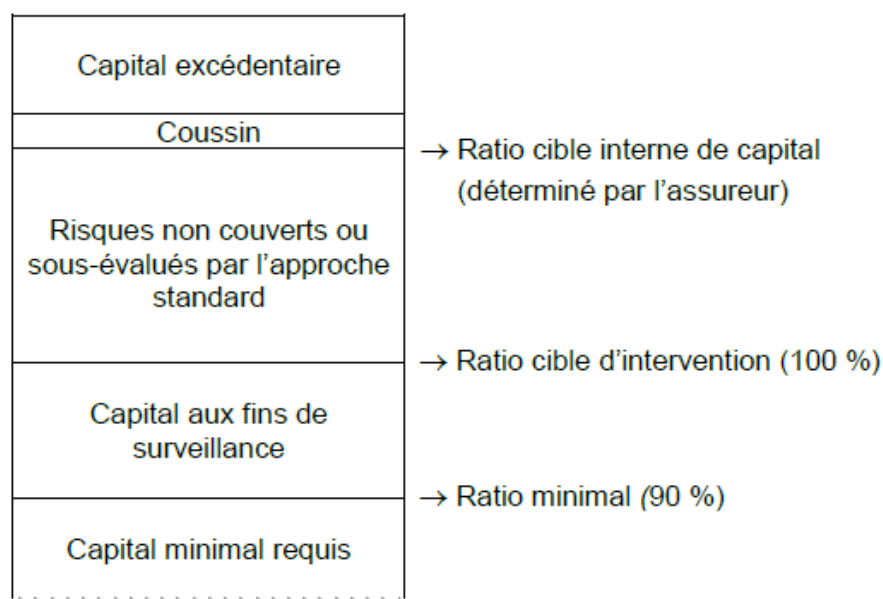 Capital excédentaire
Coussin
→ Ratio cible interne de capital
(déterminé par l'assureur)
Risques non couverts ou
sous-évalués par l'approche
standard
→ Ratio cible d'intervention (100 %)
Capital aux fins de
surveillance
→ Ratio minimal (90 %)
Capital minimal requis